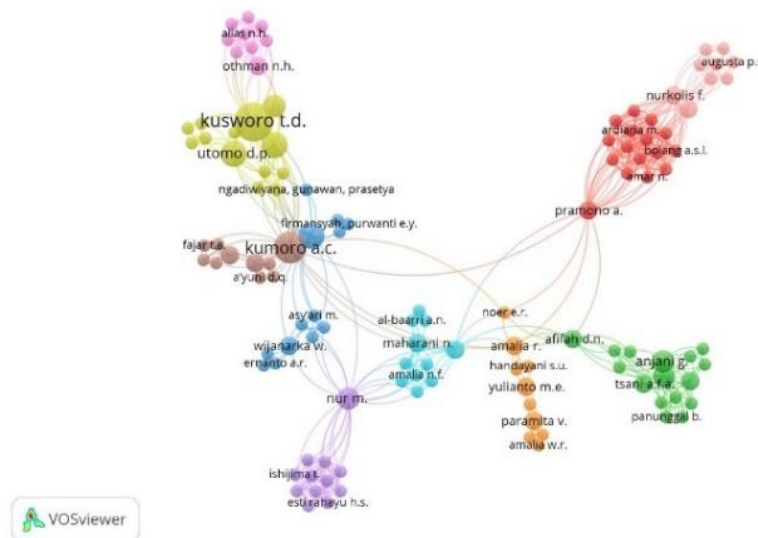 alias n.h.
othman n.h.
augusta p.
nurkolis f.
kusworo t.d.
ardiaria m.
bolang a.s.l.
utomo d.p.
amar n.
ngadiwiyana, gunawan, prasetya
pramono a.
firmansyah, purwanti e.y.
fajar t.a.
kumoro a.c.
a'yuni d.q.
asy'ari m.
al-baarri a.n.
noer e.r.
wijanarka w.
maharani n.
amalia r.
afifah d.n.
ernanto a.r.
amalia n.f.
handayani s.u.
anjani g.
yulianto m.e.
tsani a.f.a.
nur m.
paramita v.
panunggal b.
amalia w.r.
ishijima t.
esti rahayu h.s.
VOSviewer